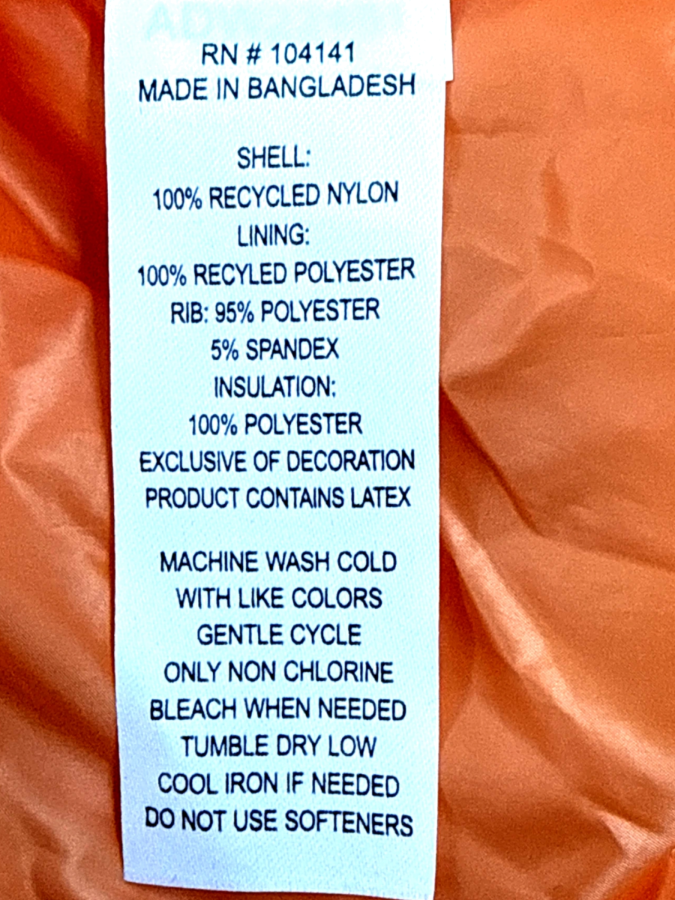 RN # 104141
MADE IN BANGLADESH
SHELL:
100% RECYCLED NYLON
LINING:
100% RECYLED POLYESTER
RIB: 95% POLYESTER
5% SPANDEX
INSULATION:
100% POLYESTER
EXCLUSIVE OF DECORATION
PRODUCT CONTAINS LATEX
MACHINE WASH COLD
WITH LIKE COLORS
GENTLE CYCLE
ONLY NON CHLORINE
BLEACH WHEN NEEDED
TUMBLE DRY LOW
COOL IRON IF NEEDED
DO NOT USE SOFTENERS